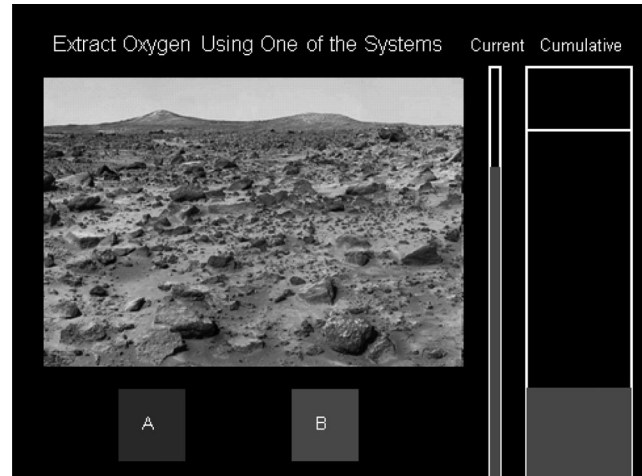 Extract Oxygen Using One of the Systems
Current
Cumulative
A
B